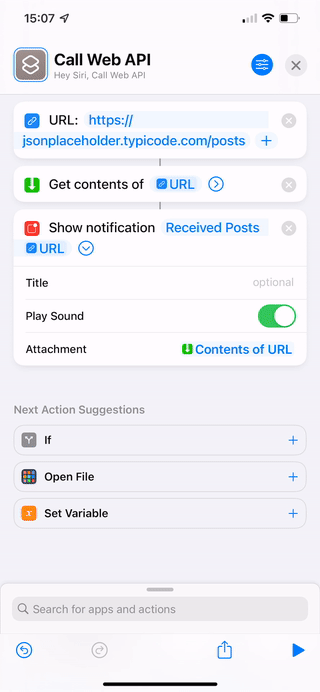 15:07
Call Web API
Hey Siri, Call Web API
URL: https://
jsonplaceholder.typicode.com/posts
Get contents of URL
Show notification Received Posts
URL
Title optional
Play Sound
Attachment Contents of URL
Next Action Suggestions
If
Open File
x Set Variable
Search for apps and actions